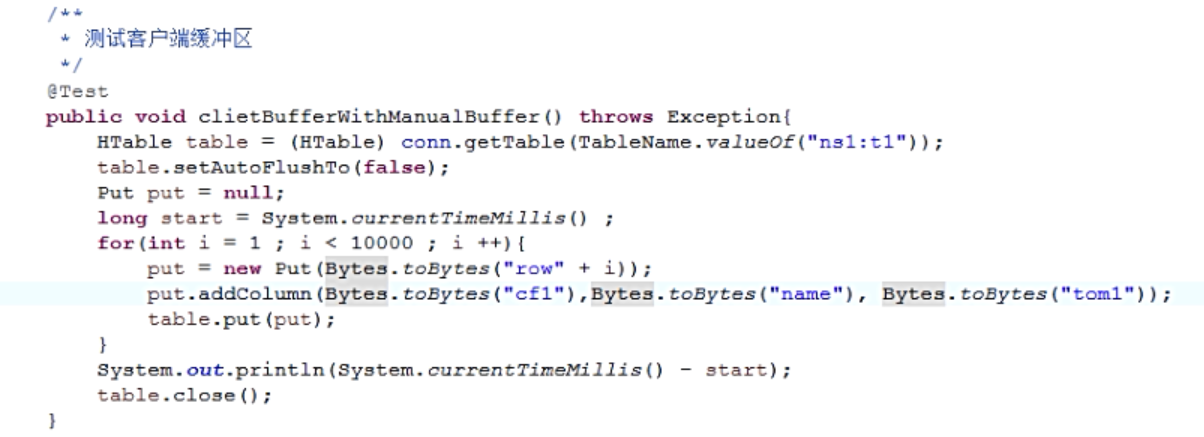 /**
 * 测试客户端缓冲区
 */
@Test
public void clietBufferWithManualBuffer() throws Exception{
    HTable table = (HTable) conn.getTable(TableName.valueOf("ns1:t1"));
    table.setAutoFlushTo(false);
    Put put = null;
    long start = System.currentTimeMillis() ;
    for(int i = 1 ; i < 10000 ; i ++){
        put = new Put(Bytes.toBytes("row" + i));
        put.addColumn(Bytes.toBytes("cf1"),Bytes.toBytes("name"), Bytes.toBytes("tom1"));
        table.put(put);
    }
    System.out.println(System.currentTimeMillis() - start);
    table.close();
}